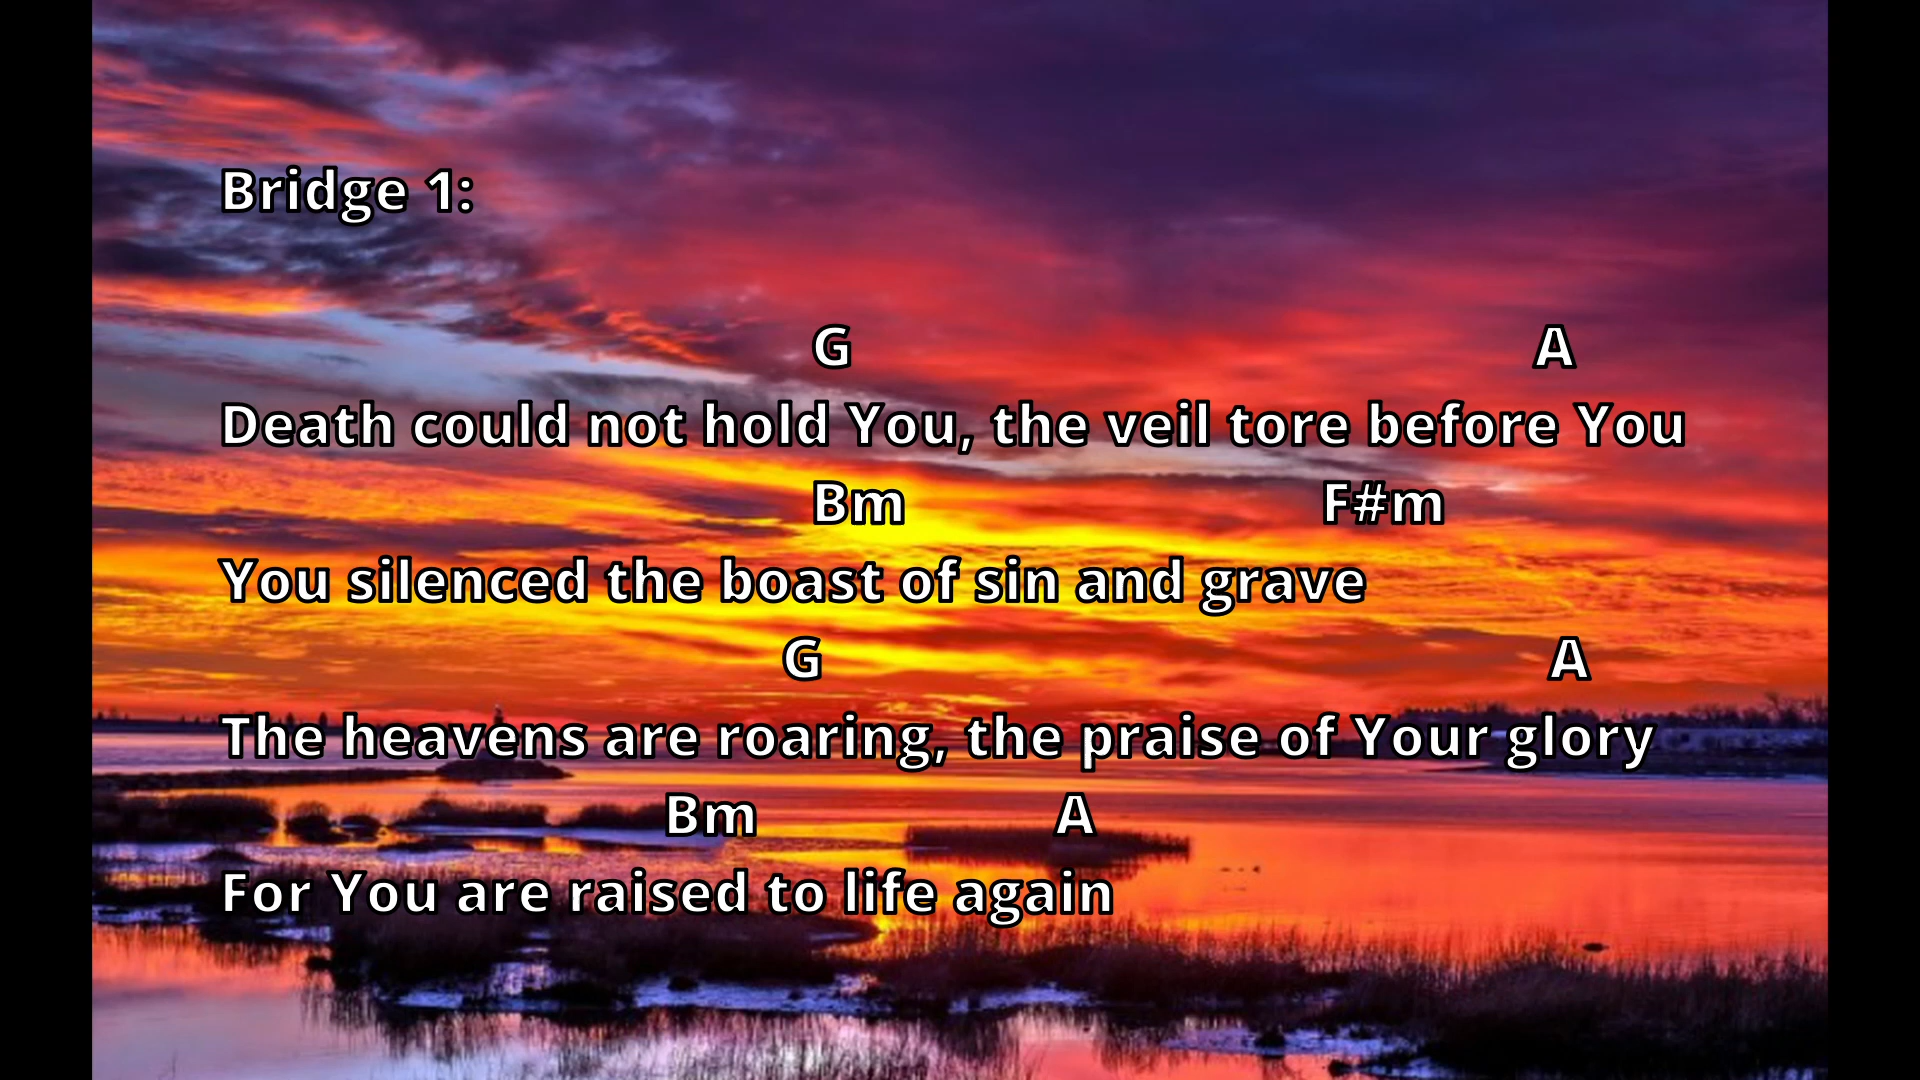 Bridge 1:
G A
Death could not hold You, the veil tore before You
Bm F#m
You silenced the boast of sin and grave
G A
The heavens are roaring, the praise of Your glory
Bm A
For You are raised to life again